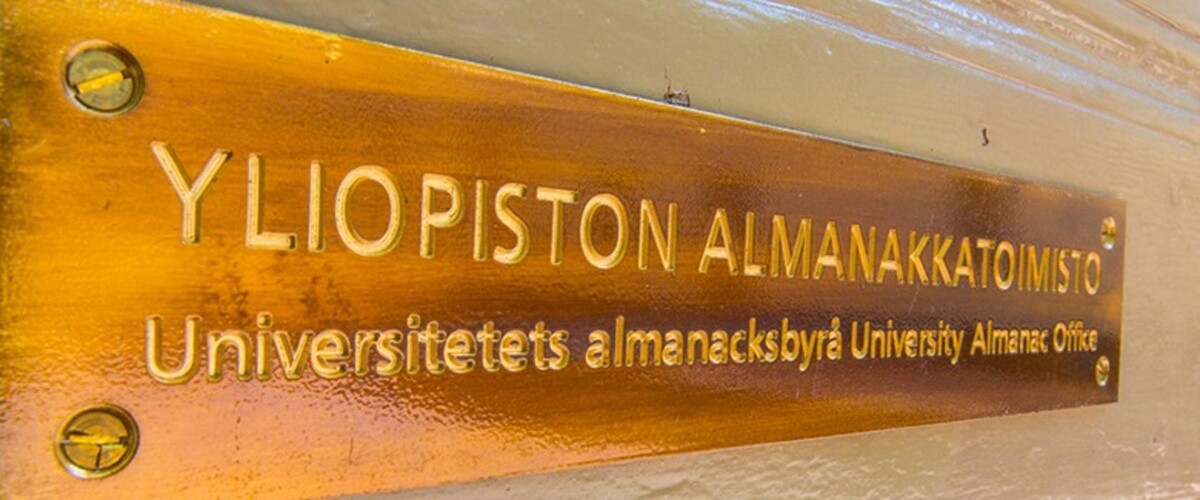 YLIOPISTON ALMANAKKATOIMISTO
Universitetets almanacksbyrå University Almanac Office